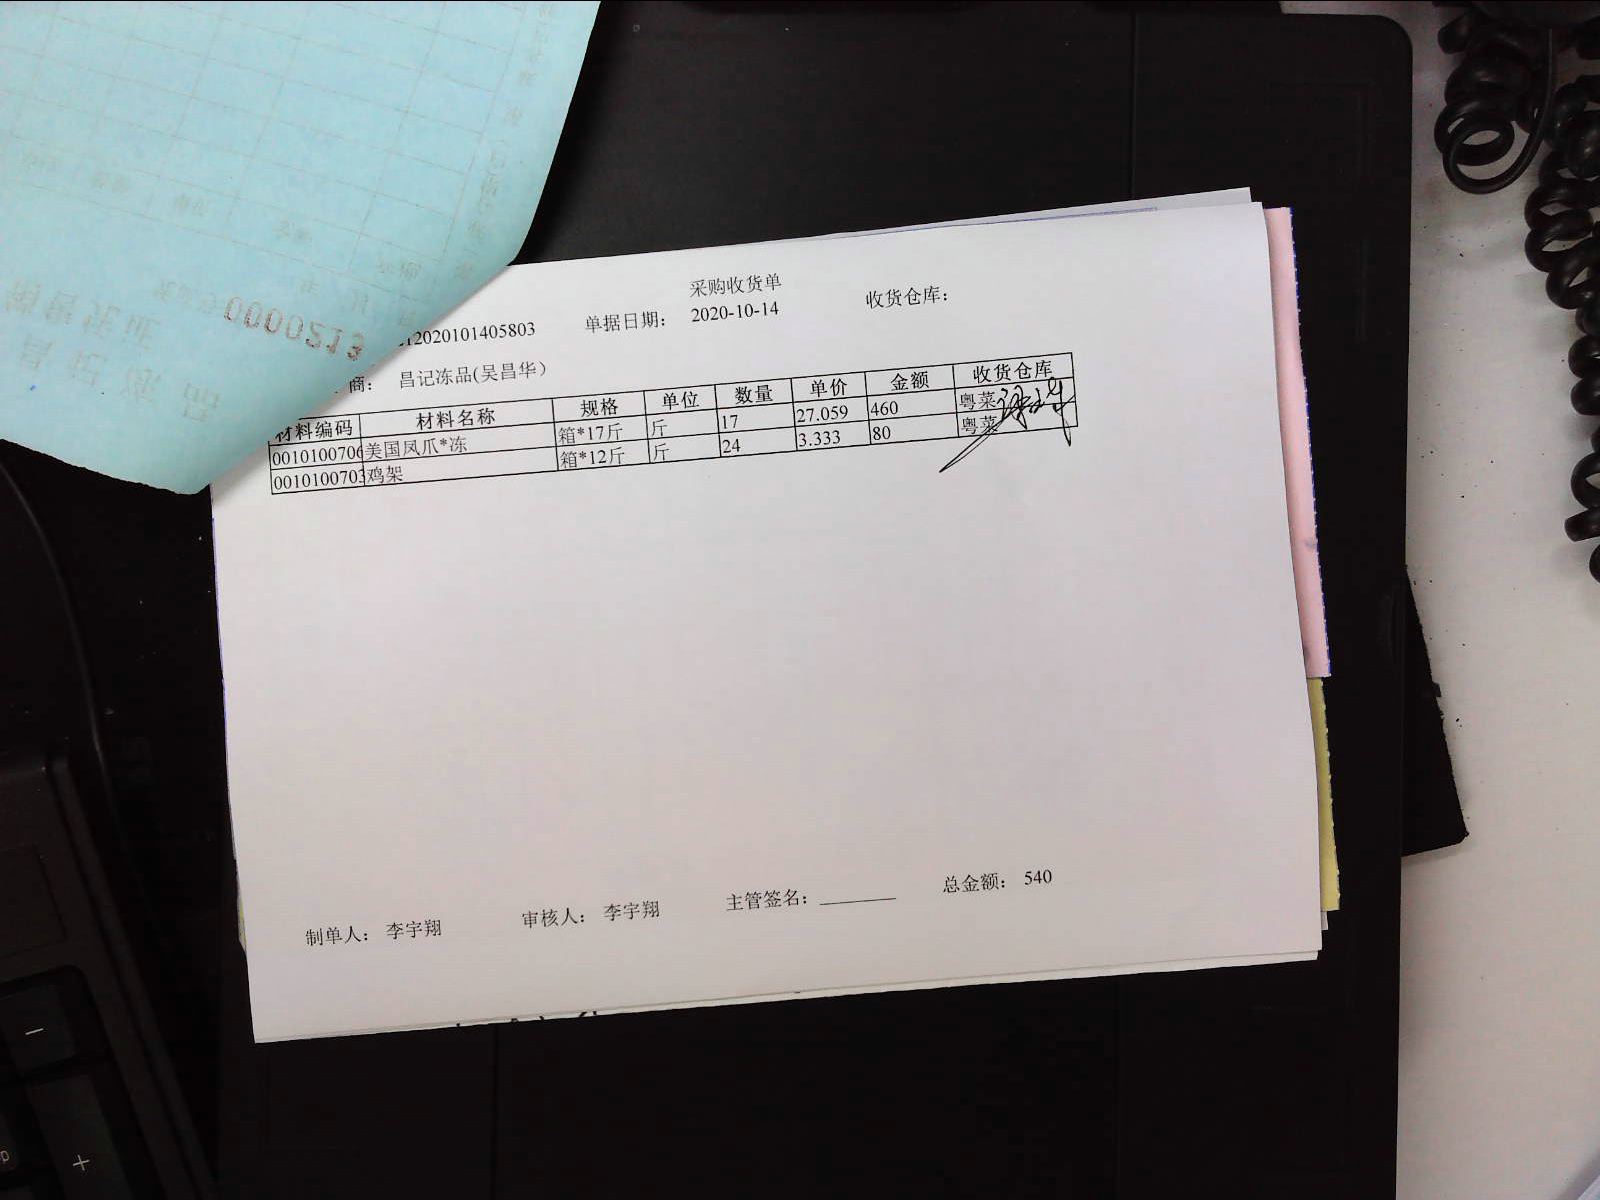 采购收货单
2020101405803 单据日期: 2020-10-14 收货仓库:
商: 昌记冻品(吴昌华)
材料编码 材料名称 规格 单位 数量 单价 金额 收货仓库
0010100706 美国凤爪*冻 箱*17斤 斤 17 27.059 460 粤菜
0010100703 鸡架 箱*12斤 斤 24 3.333 80 粤菜
制单人: 李宇翔 审核人: 李宇翔 主管签名: 总金额: 540
0000213